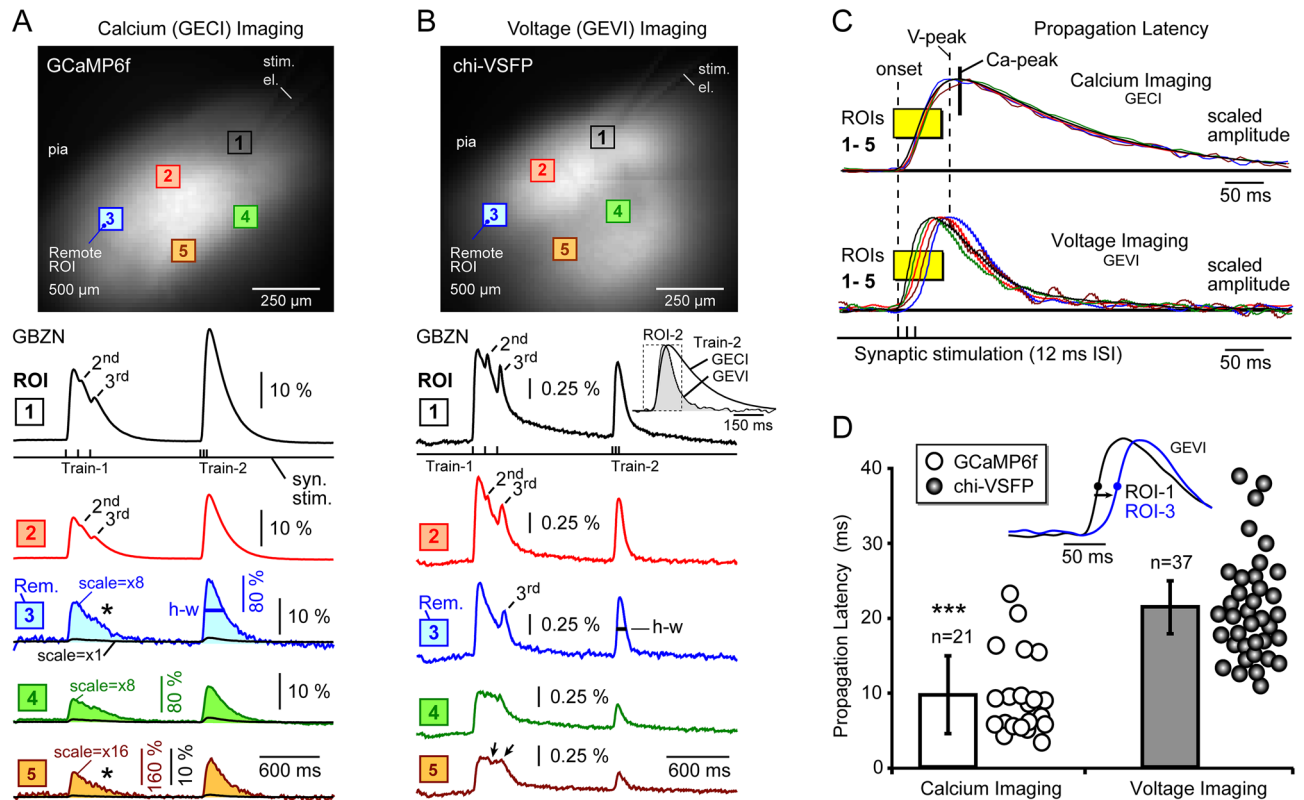 A
Calcium (GECI) Imaging
GCaMP6f
stim.
el.
1
pia
2
3
4
5
Remote
ROI
500 µm
250 µm
GBZN
2nd
3rd
ROI
1
10 %
Train-1
Train-2
syn.
stim.
2nd
3rd
2
10 %
Rem.
3
scale=x8
*
h-w
80 %
10 %
scale=x1
4
scale=x8
80 %
10 %
5
scale=x16
*
160 %
10 %
600 ms
B
Voltage (GEVI) Imaging
chi-VSFP
stim.
el.
1
pia
2
3
4
5
Remote
ROI
500 µm
250 µm
GBZN
2nd
3rd
ROI
1
0.25 %
ROI-2
Train-2
GECI
GEVI
150 ms
Train-1
Train-2
2nd
3rd
2
0.25 %
Rem.
3
3rd
0.25 %
h-w
4
0.25 %
5
0.25 %
600 ms
C
Propagation Latency
V-peak
onset
Ca-peak
Calcium Imaging
GECI
ROIs
1- 5
scaled
amplitude
50 ms
Voltage Imaging
GEVI
ROIs
1- 5
scaled
amplitude
Synaptic stimulation (12 ms ISI)
50 ms
D
GCaMP6f
chi-VSFP
GEVI
ROI-1
ROI-3
50 ms
Propagation Latency (ms)
40
30
20
10
0
***
n=21
n=37
Calcium Imaging
Voltage Imaging